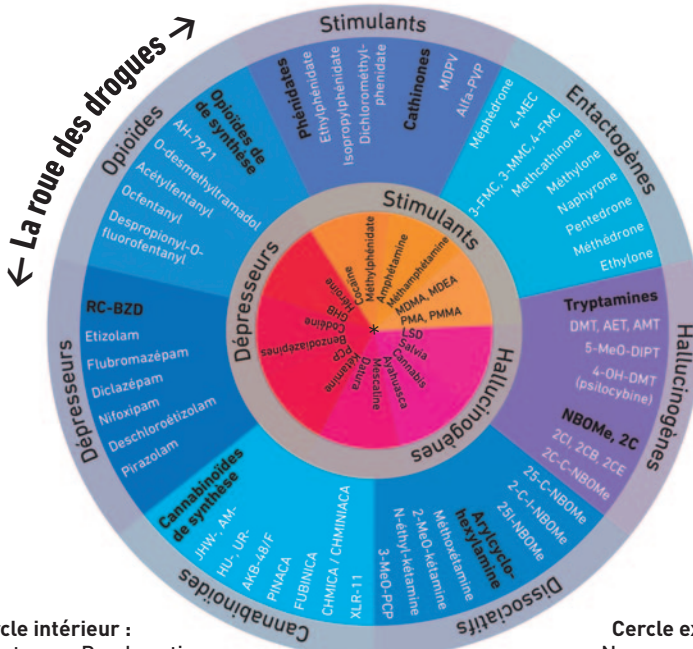 ← La roue des drogues →
Stimulants
Phénidates
Ethylphénidate
Isopropylphénidate
Dichlorométhyl-
phenidate
Cathinones
MDPV
Alfa-PVP
Entactogènes
Méphédrone
4-MEC
3-FMC, 3-MMC, 4-FMC
Methcathinone
Méthylone
Naphyrone
Pentedrone
Méthédrone
Ethylone
Hallucinogènes
Tryptamines
DMT, AET, AMT
5-MeO-DIPT
4-OH-DMT
(psilocybine)
NBOMe, 2C
2CI, 2CB, 2CE
2C-C-NBOMe
Dissociatifs
25-C-NBOMe
2-C-I-NBOMe
25I-NBOMe
Arylcyclo-
hexylamine
Méthoxétamine
2-MeO-kétamine
N-éthyl-kétamine
3-MeO-PCP
Cannabinoïdes
Cannabinoïdes
de synthèse
JHW-, AM-
HU-, UR-
AKB-48/F
PINACA
FUBINICA
CHMICA / CHMINIACA
XLR-11
Dépresseurs
RC-BZD
Etizolam
Flubromazépam
Diclazépam
Nifoxipam
Deschloroétizolam
Pirazolam
Opioïdes
Opioïdes
de synthèse
AH-7921
O-desmethyltramadol
Acétylfentanyl
Ocfentanyl
Despropionyl-O-
fluorofentanyl
Stimulants
Cocaïne
Méthylphénidate
Amphétamine
Méthamphétamine
MDMA, MDEA
PMA, PMMA
Hallucinogènes
LSD
Salvia
Cannabis
Ayahuasca
Mescaline
Datura
Kétamine
PCP
Dépresseurs
Benzodiazépines
Codéine
GHB
Héroïne
*
cle intérieur :
Cercle ex